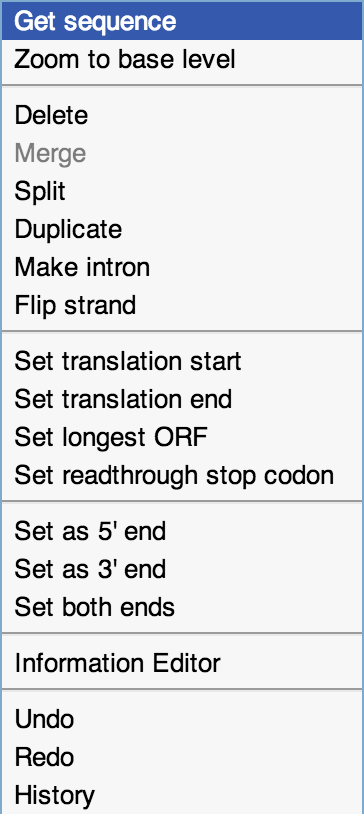 Get sequence
Zoom to base level
Delete
Merge
Split
Duplicate
Make intron
Flip strand
Set translation start
Set translation end
Set longest ORF
Set readthrough stop codon
Set as 5' end
Set as 3' end
Set both ends
Information Editor
Undo
Redo
History